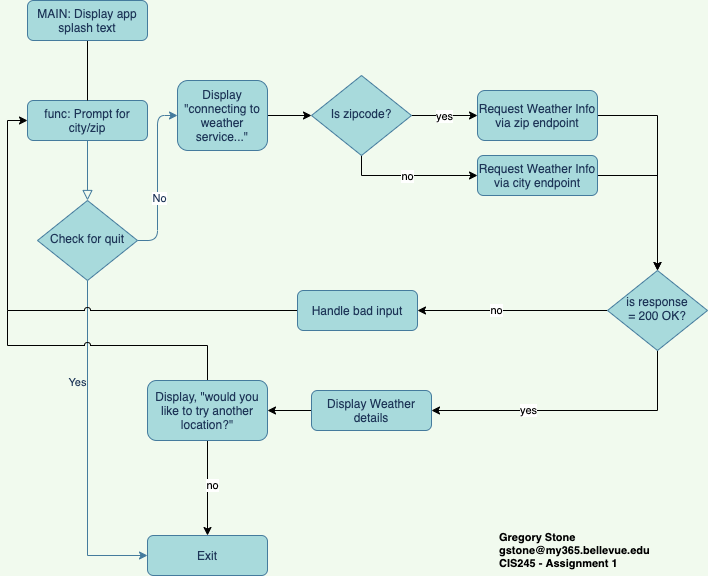 MAIN: Display app
splash text
func: Prompt for
city/zip
Check for quit
No
Yes
Display
"connecting to
weather
service..."
Is zipcode?
yes
no
Request Weather Info
via zip endpoint
Request Weather Info
via city endpoint
is response
= 200 OK?
no
Handle bad input
yes
Display Weather
details
Display, "would you
like to try another
location?"
no
Exit
Gregory Stone
gstone@my365.bellevue.edu
CIS245 - Assignment 1